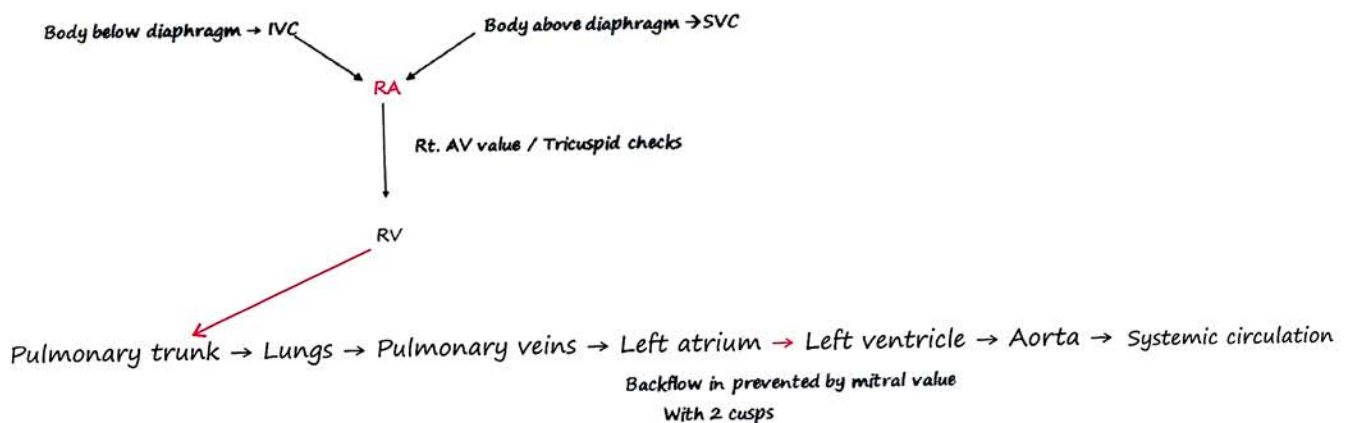 Body below diaphragm → IVC
Body above diaphragm → SVC
RA
Rt. AV value / Tricuspid checks
RV
Pulmonary trunk → Lungs → Pulmonary veins → Left atrium → Left ventricle → Aorta → Systemic circulation
Backflow in prevented by mitral value
With 2 cusps